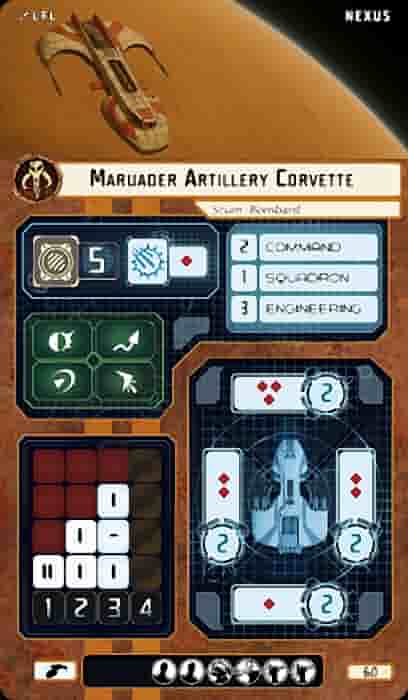 NEXUS
MARUADER ARTILLERY CORVETTE
Scum Bombard
5
2 COMMAND
1 SQUADRON
3 ENGINEERING
2
2 2
2
I
I -
II I I
1 2 3 4
60